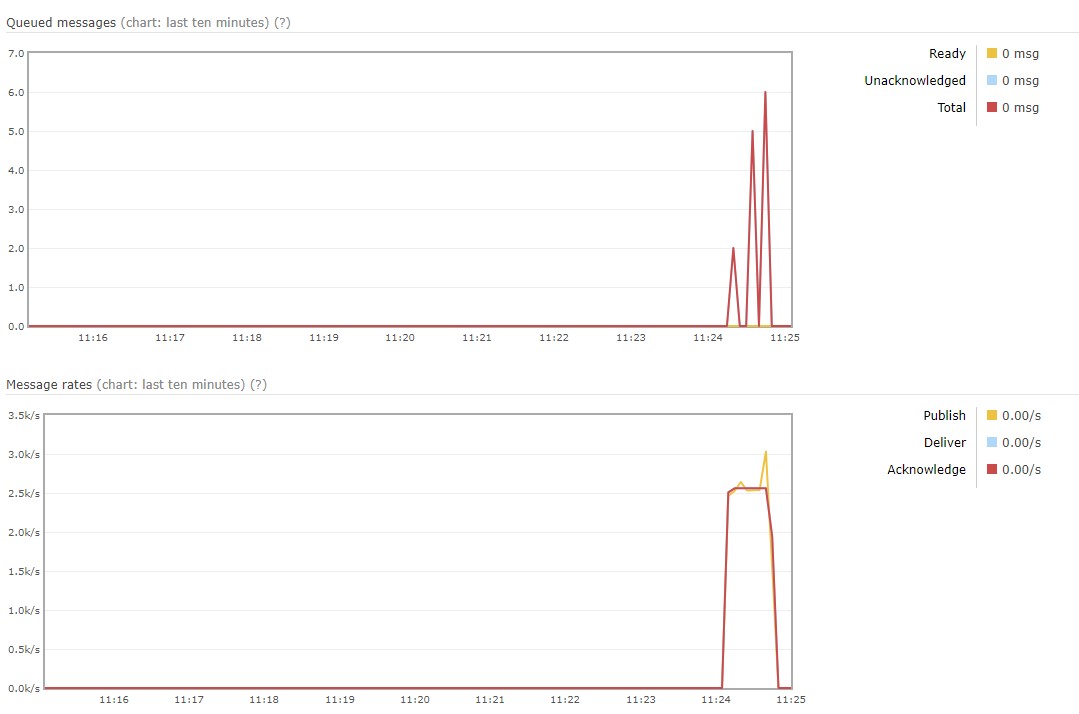 Queued messages (chart: last ten minutes) (?)
7.0
6.0
5.0
4.0
3.0
2.0
1.0
0.0
11:16 11:17 11:18 11:19 11:20 11:21 11:22 11:23 11:24 11:25
Ready 0 msg
Unacknowledged 0 msg
Total 0 msg
Message rates (chart: last ten minutes) (?)
3.5k/s
3.0k/s
2.5k/s
2.0k/s
1.5k/s
1.0k/s
0.5k/s
0.0k/s
11:16 11:17 11:18 11:19 11:20 11:21 11:22 11:23 11:24 11:25
Publish 0.00/s
Deliver 0.00/s
Acknowledge 0.00/s